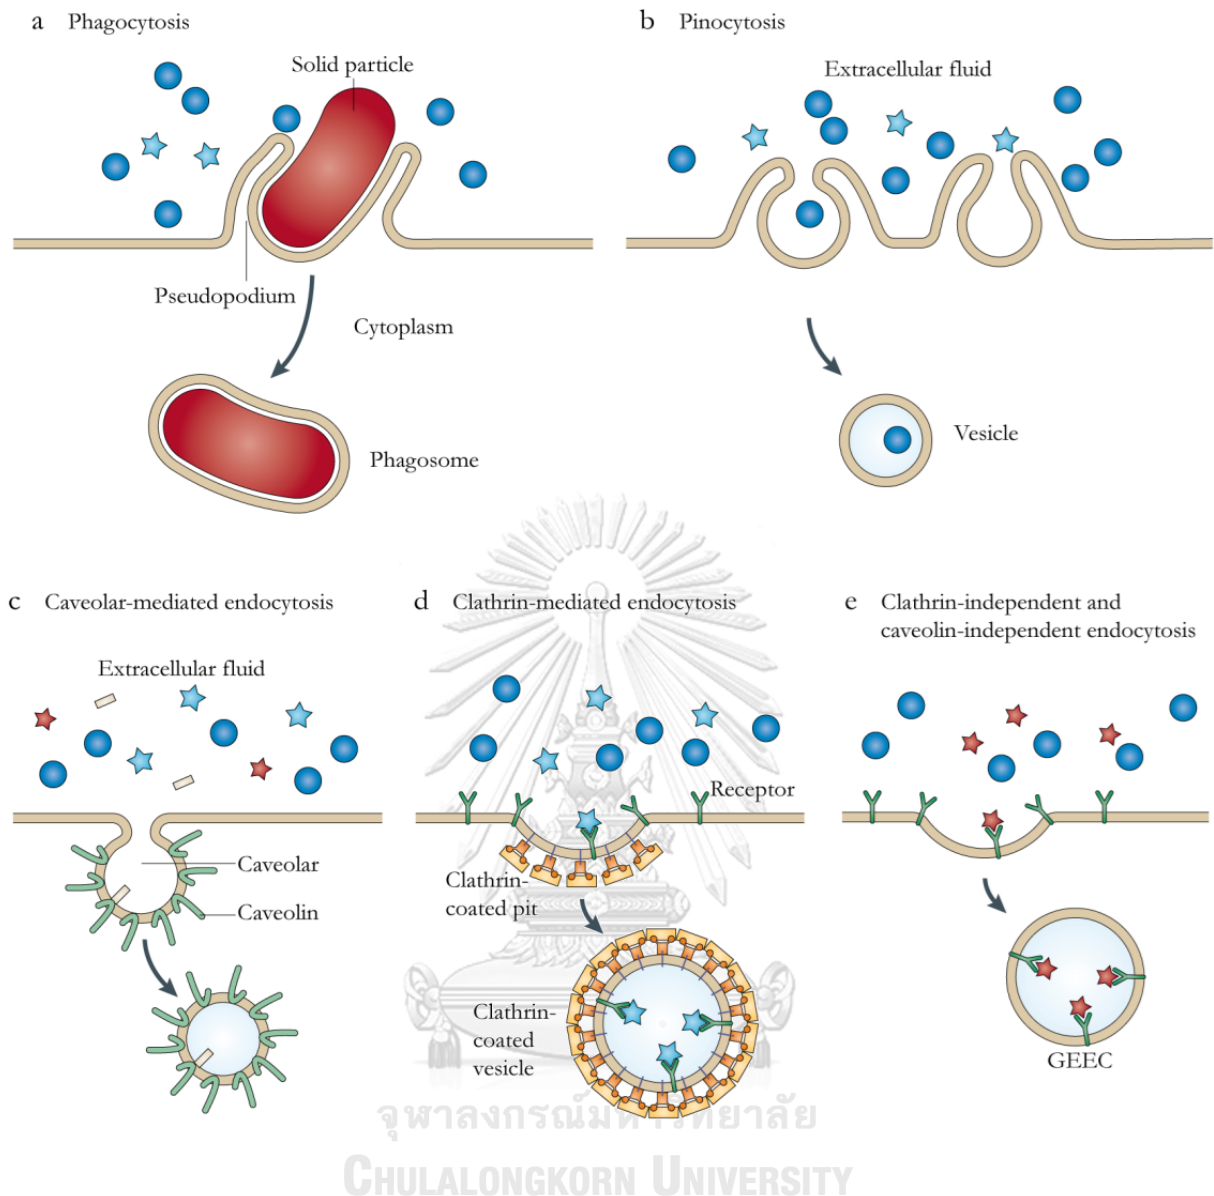 a Phagocytosis
Solid particle
Pseudopodium
Cytoplasm
Phagosome
b Pinocytosis
Extracellular fluid
Vesicle
c Caveolar-mediated endocytosis
Extracellular fluid
Caveolar
Caveolin
d Clathrin-mediated endocytosis
Receptor
Clathrin-
coated pit
Clathrin-
coated
vesicle
e Clathrin-independent and
caveolin-independent endocytosis
GEEC
จุฬาลงกรณ์มหาวิทยาลัย
CHULALONGKORN UNIVERSITY